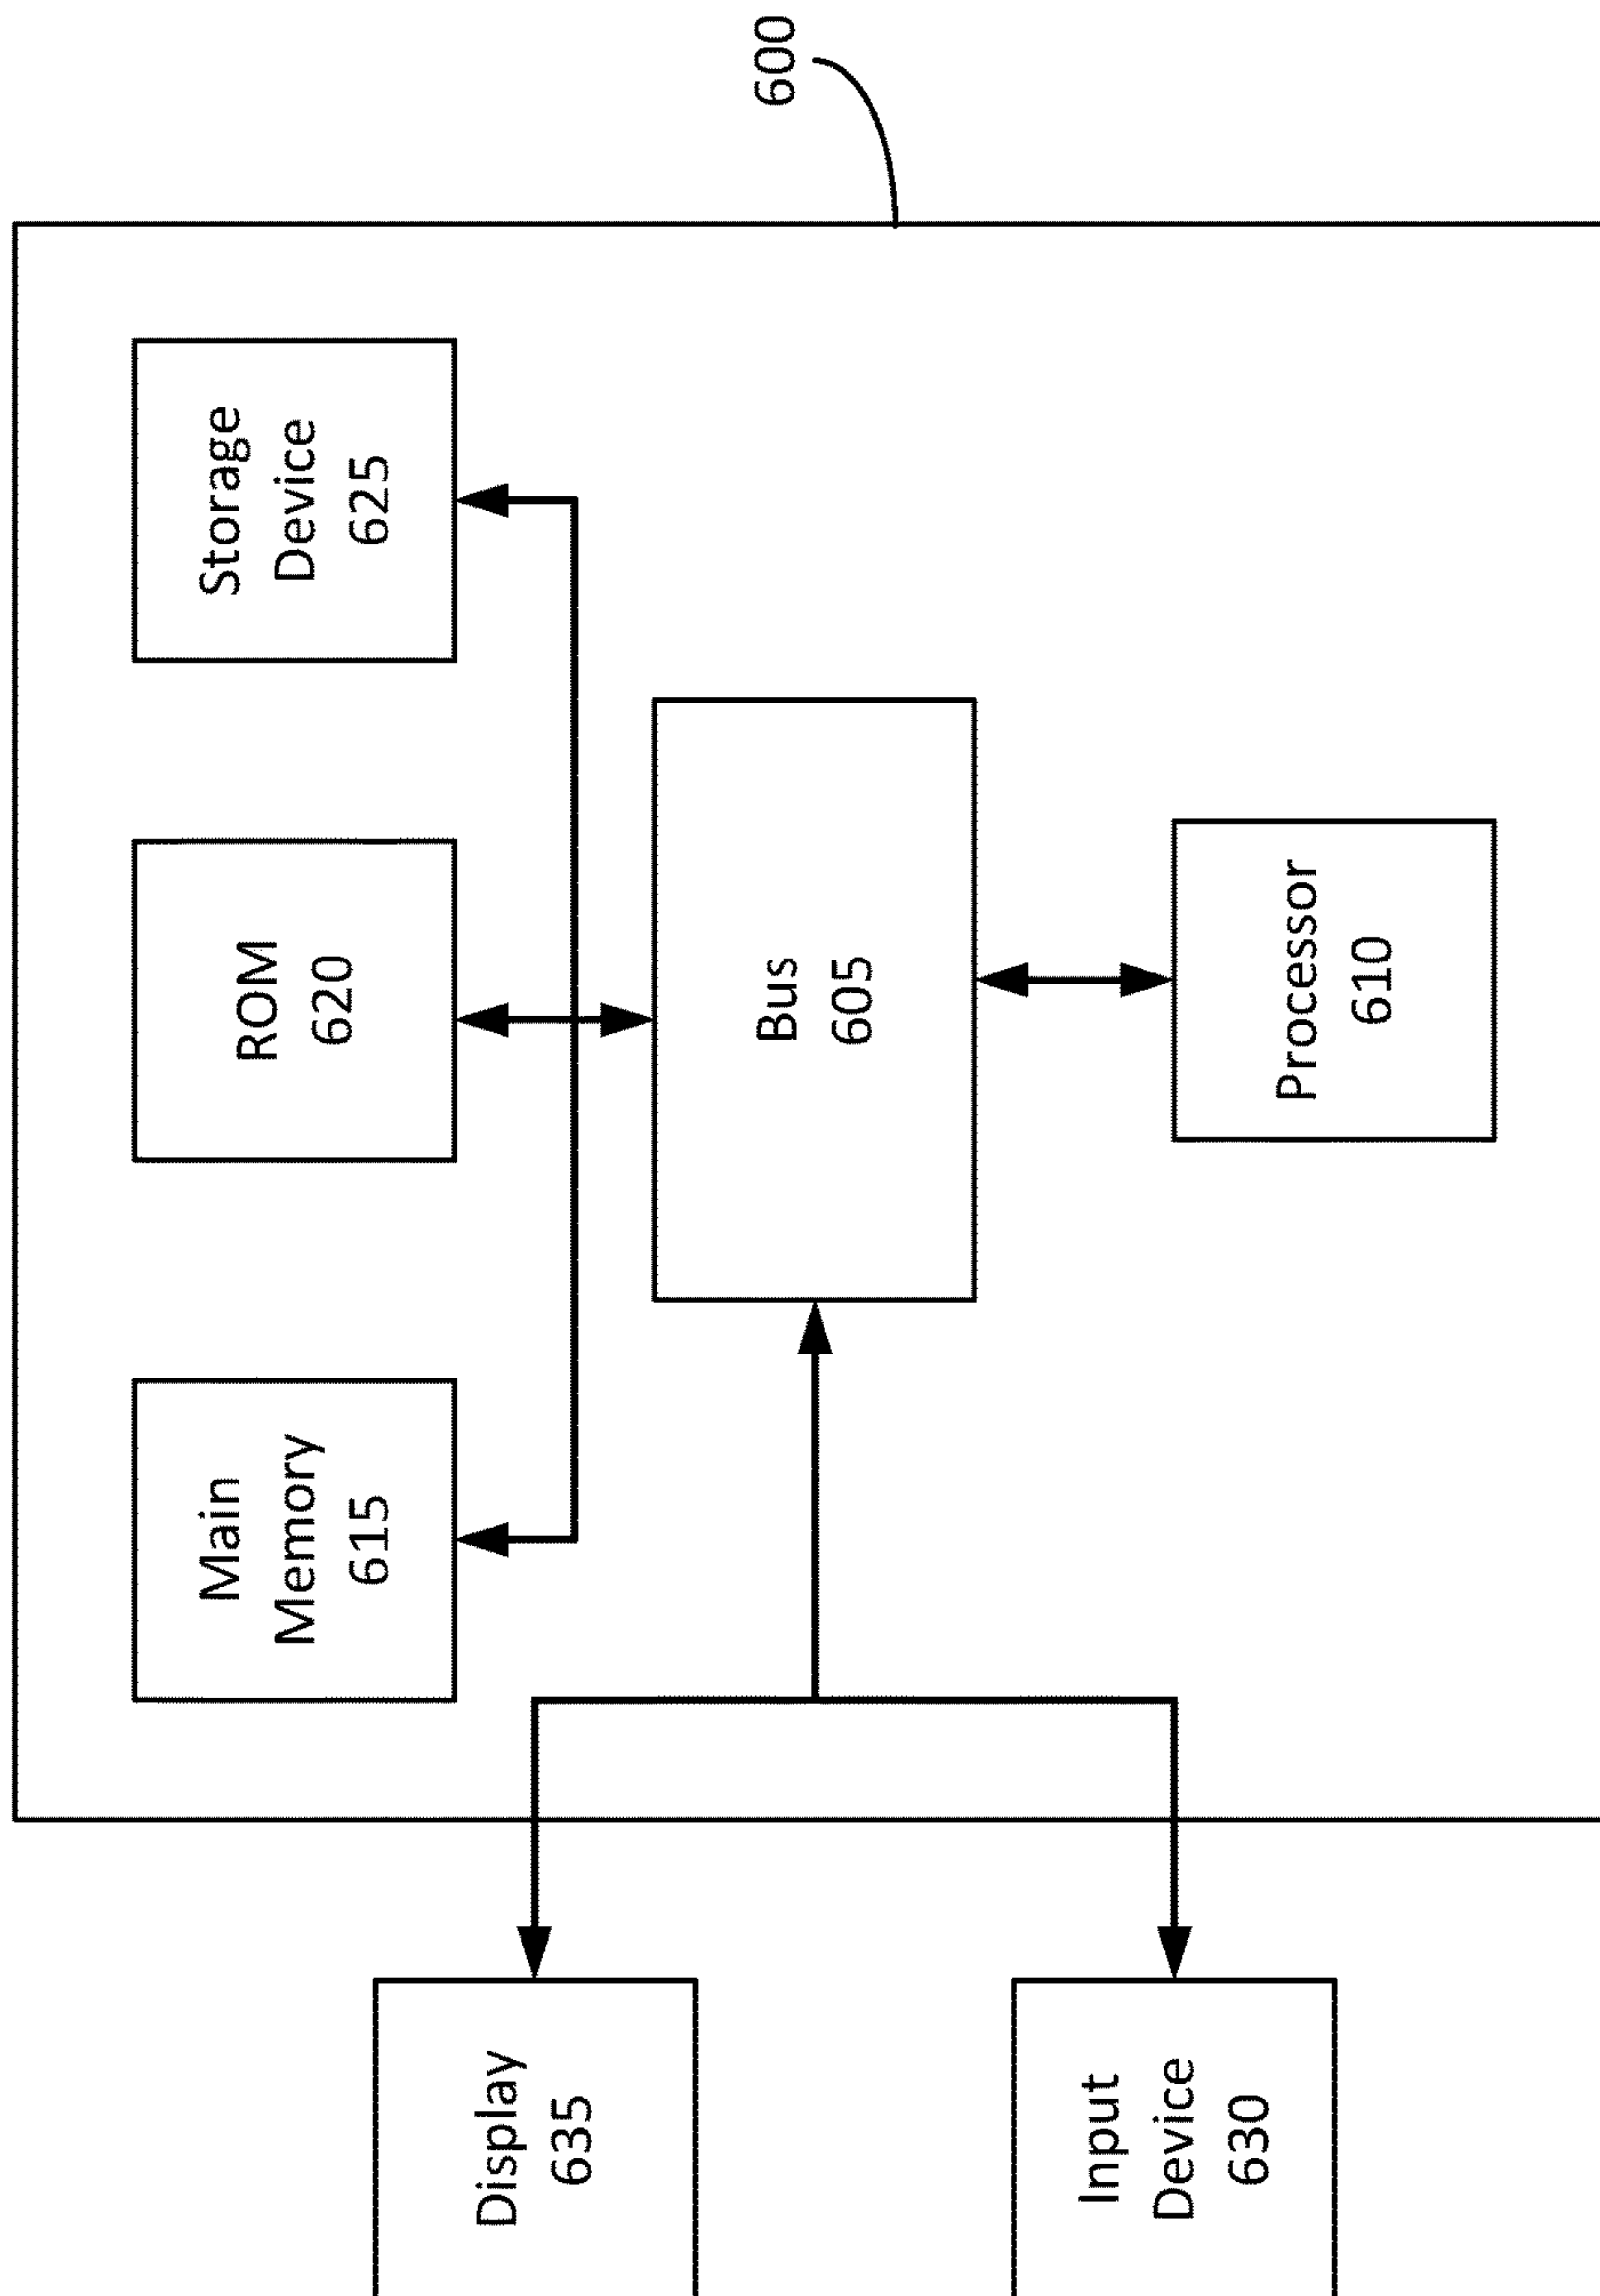 600
Main
Memory
615
ROM
620
Storage
Device
625
Display
635
Bus
605
Input
Device
630
Processor
610